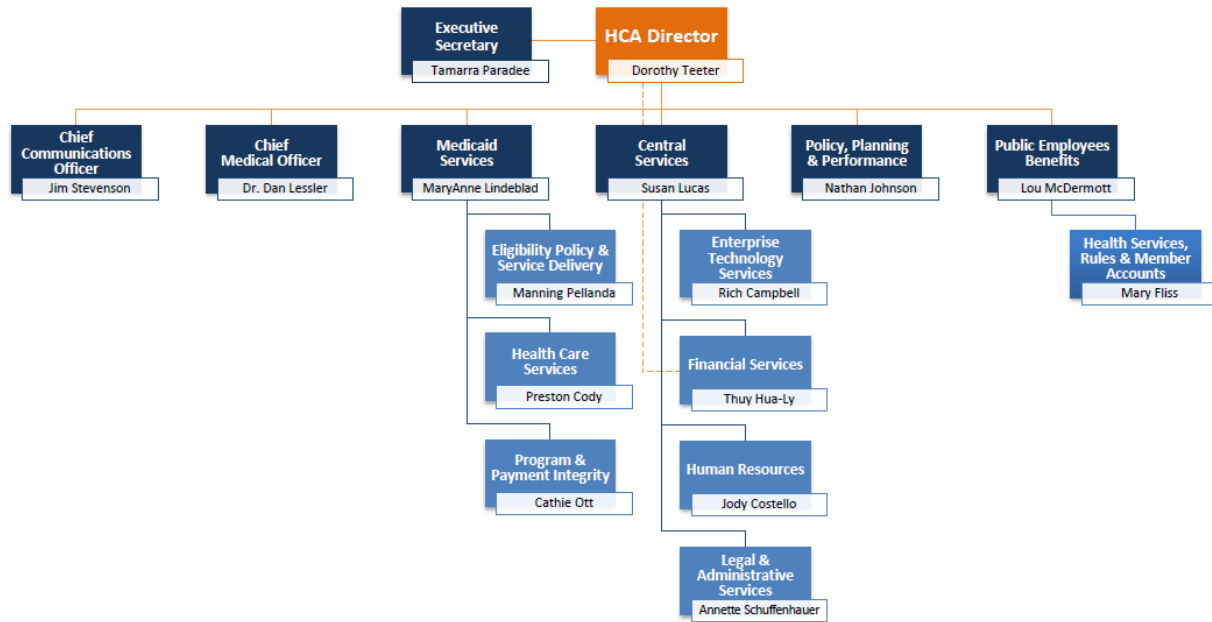 Executive
Secretary
Tamarra Paradee
HCA Director
Dorothy Teeter
Chief
Communications
Officer
Jim Stevenson
Chief
Medical Officer
Dr. Dan Lessler
Medicaid
Services
MaryAnne Lindeblad
Central
Services
Susan Lucas
Policy, Planning
& Performance
Nathan Johnson
Public Employees
Benefits
Lou McDermott
Eligibility Policy &
Service Delivery
Manning Pellanda
Health Care
Services
Preston Cody
Program &
Payment Integrity
Cathie Ott
Enterprise
Technology
Services
Rich Campbell
Financial Services
Thuy Hua-Ly
Human Resources
Jody Costello
Legal &
Administrative
Services
Annette Schuffenhauer
Health Services,
Rules & Member
Accounts
Mary Fliss